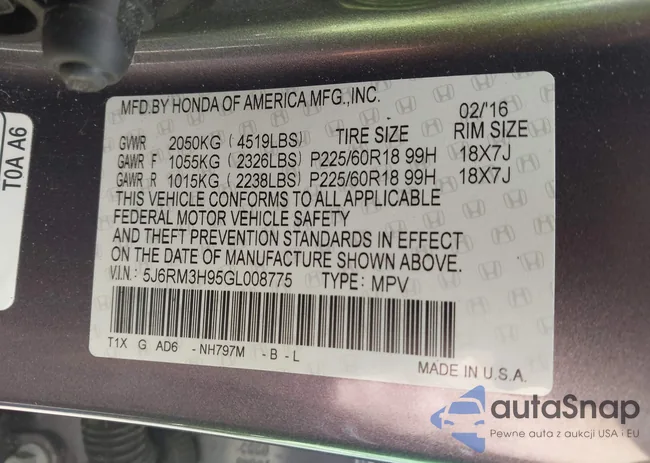 MFD.BY HONDA OF AMERICA MFG.,INC.
02/'16
GVWR 2050KG (4519LBS) TIRE SIZE RIM SIZE
GAWR F 1055KG (2326LBS) P225/60R18 99H 18X7J
GAWR R 1015KG (2238LBS) P225/60R18 99H 18X7J
THIS VEHICLE CONFORMS TO ALL APPLICABLE
FEDERAL MOTOR VEHICLE SAFETY
AND THEFT PREVENTION STANDARDS IN EFFECT
ON THE DATE OF MANUFACTURE SHOWN ABOVE.
V.I.N.: 5J6RM3H95GL008775 TYPE: MPV
T1X G AD6 -NH797M -B-L
MADE IN U.S.A.
T0A A6
autaSnap
Pewne auta z aukcji USA i EU